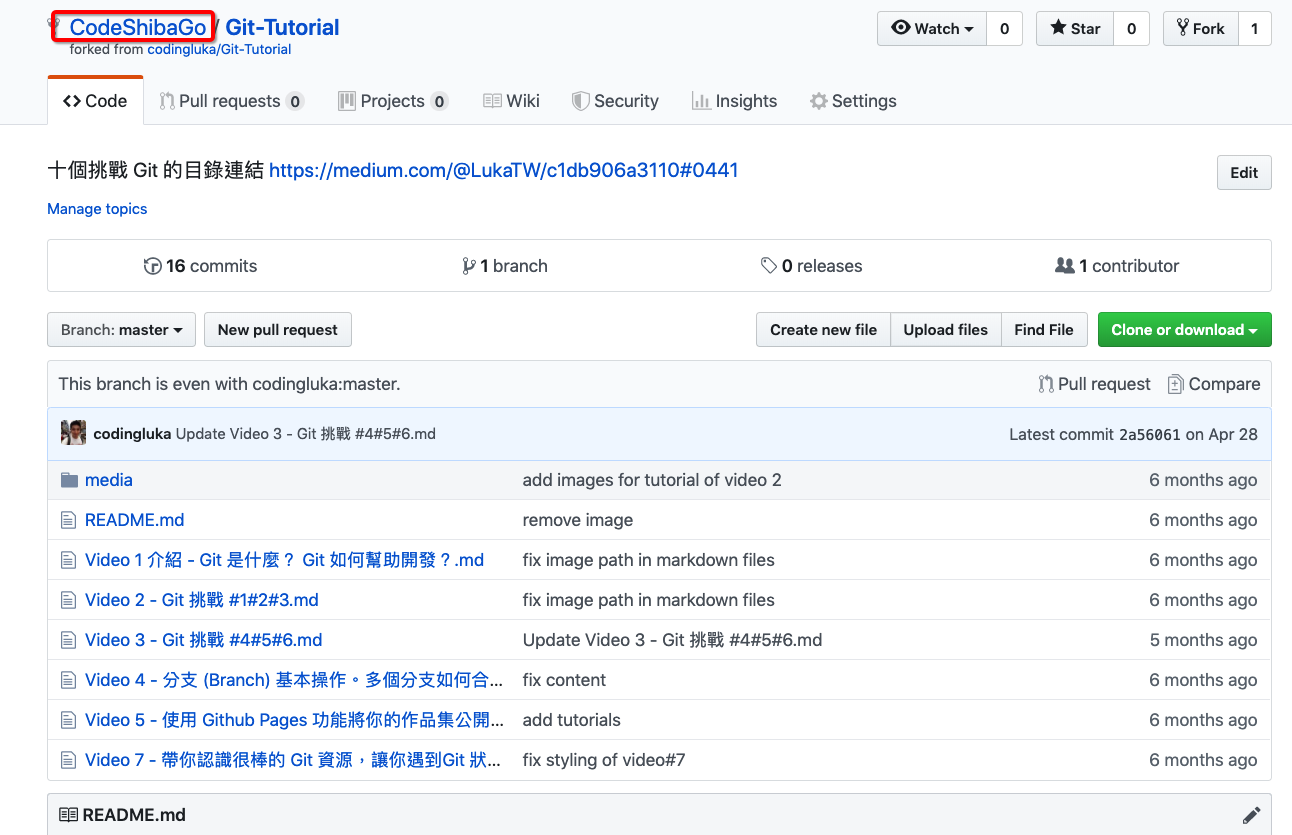 CodeShibaGo / Git-Tutorial
forked from codingluka/Git-Tutorial
Watch 0 Star 0 Fork 1
Code Pull requests 0 Projects 0 Wiki Security Insights Settings
十個挑戰 Git 的目錄連結 https://medium.com/@LukaTW/c1db906a3110#0441
Edit
Manage topics
16 commits 1 branch 0 releases 1 contributor
Branch: master New pull request Create new file Upload files Find File Clone or download
This branch is even with codingluka:master. Pull request Compare
codingluka Update Video 3 - Git 挑戰 #4#5#6.md Latest commit 2a56061 on Apr 28
media add images for tutorial of video 2 6 months ago
README.md remove image 6 months ago
Video 1 介紹 - Git 是什麼？ Git 如何幫助開發？.md fix image path in markdown files 6 months ago
Video 2 - Git 挑戰 #1#2#3.md fix image path in markdown files 6 months ago
Video 3 - Git 挑戰 #4#5#6.md Update Video 3 - Git 挑戰 #4#5#6.md 5 months ago
Video 4 - 分支 (Branch) 基本操作。多個分支如何合... fix content 6 months ago
Video 5 - 使用 Github Pages 功能將你的作品集公開... add tutorials 6 months ago
Video 7 - 帶你認識很棒的 Git 資源，讓你遇到Git 狀... fix styling of video#7 6 months ago
README.md